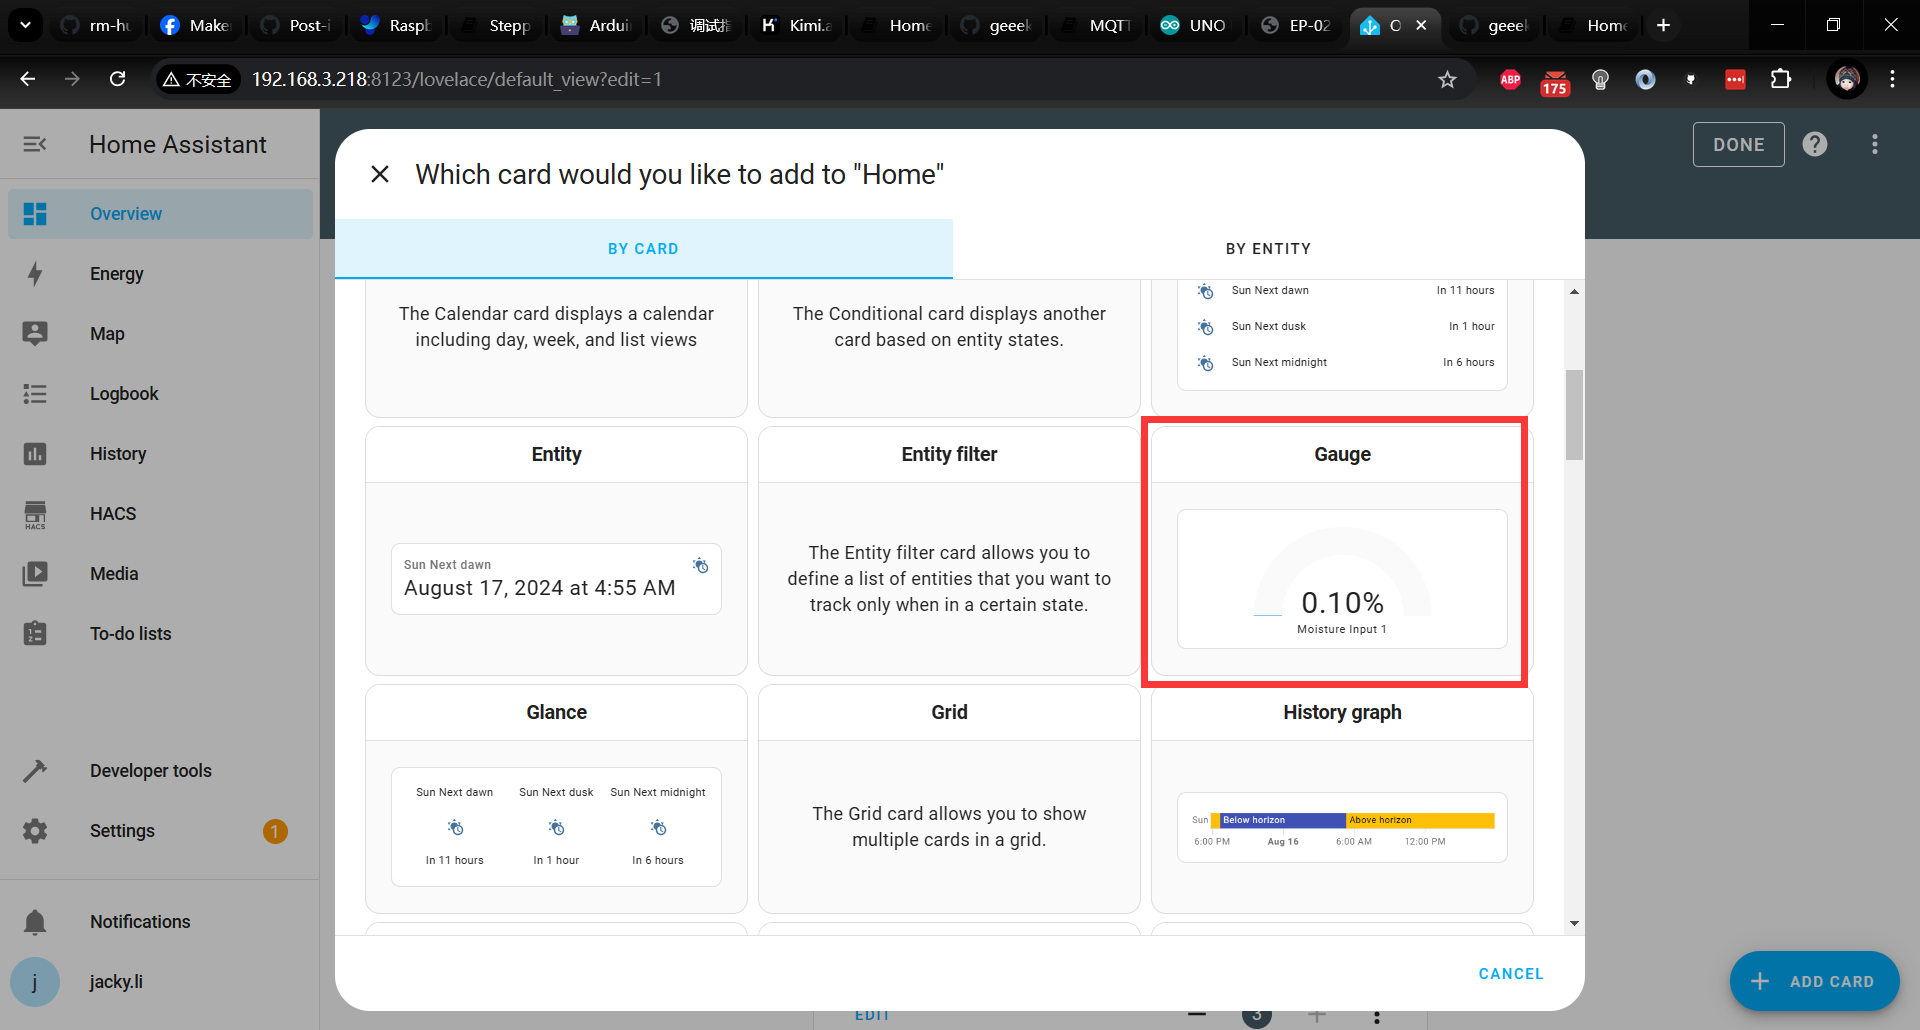 rm-hu
Make
Post-i
Raspb
Stepp
Ardui
调试
Kimi.a
Home
geeek
MQTT
UNO
EP-02
O
geeek
Home
不安全
192.168.3.218:8123/lovelace/default_view?edit=1
ABP
175
Home Assistant
DONE
Overview
Energy
Map
Logbook
History
HACS
HACS
Media
To-do lists
Developer tools
Settings
1
Notifications
j
jacky.li
Which card would you like to add to "Home"
BY CARD
BY ENTITY
The Calendar card displays a calendar
including day, week, and list views
The Conditional card displays another
card based on entity states.
Sun Next dawn In 11 hours
Sun Next dusk In 1 hour
Sun Next midnight In 6 hours
Entity
Sun Next dawn
August 17, 2024 at 4:55 AM
Entity filter
The Entity filter card allows you to
define a list of entities that you want to
track only when in a certain state.
Gauge
0.10%
Moisture Input 1
Glance
Sun Next dawn Sun Next dusk Sun Next midnight
In 11 hours In 1 hour In 6 hours
Grid
The Grid card allows you to show
multiple cards in a grid.
History graph
Sun Below horizon Above horizon
6:00 PM Aug 16 6:00 AM 12:00 PM
CANCEL
ADD CARD
EDIT
3